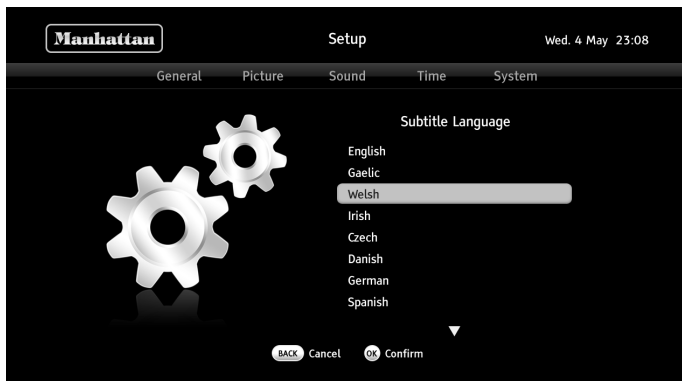 Manhattan
Setup
Wed. 4 May 23:08
General Picture Sound Time System
Subtitle Language
English
Gaelic
Welsh
Irish
Czech
Danish
German
Spanish
BACK Cancel OK Confirm